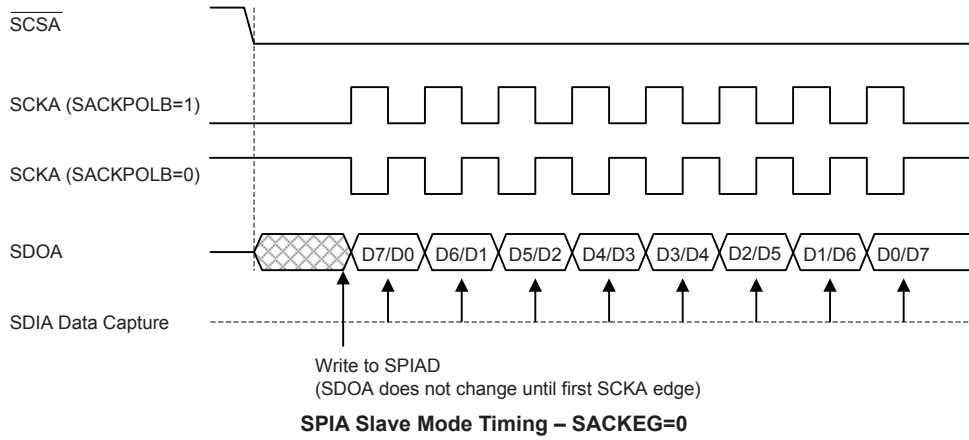 SCSA
SCKA (SACKPOLB=1)
SCKA (SACKPOLB=0)
SDOA
D7/D0 D6/D1 D5/D2 D4/D3 D3/D4 D2/D5 D1/D6 D0/D7
SDIA Data Capture
Write to SPIAD
(SDOA does not change until first SCKA edge)
SPIA Slave Mode Timing – SACKEG=0